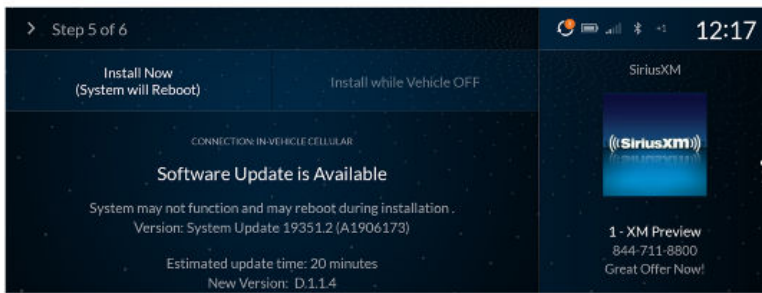 Step 5 of 6
12:17
Install Now
(System will Reboot)
Install while Vehicle OFF
CONNECTION: IN-VEHICLE CELLULAR
Software Update is Available
System may not function and may reboot during installation .
Version: System Update 19351.2 (A1906173)
Estimated update time: 20 minutes
New Version: D.1.1.4
SiriusXM
((SiriusXM))
1 - XM Preview
844-711-8800
Great Offer Now!